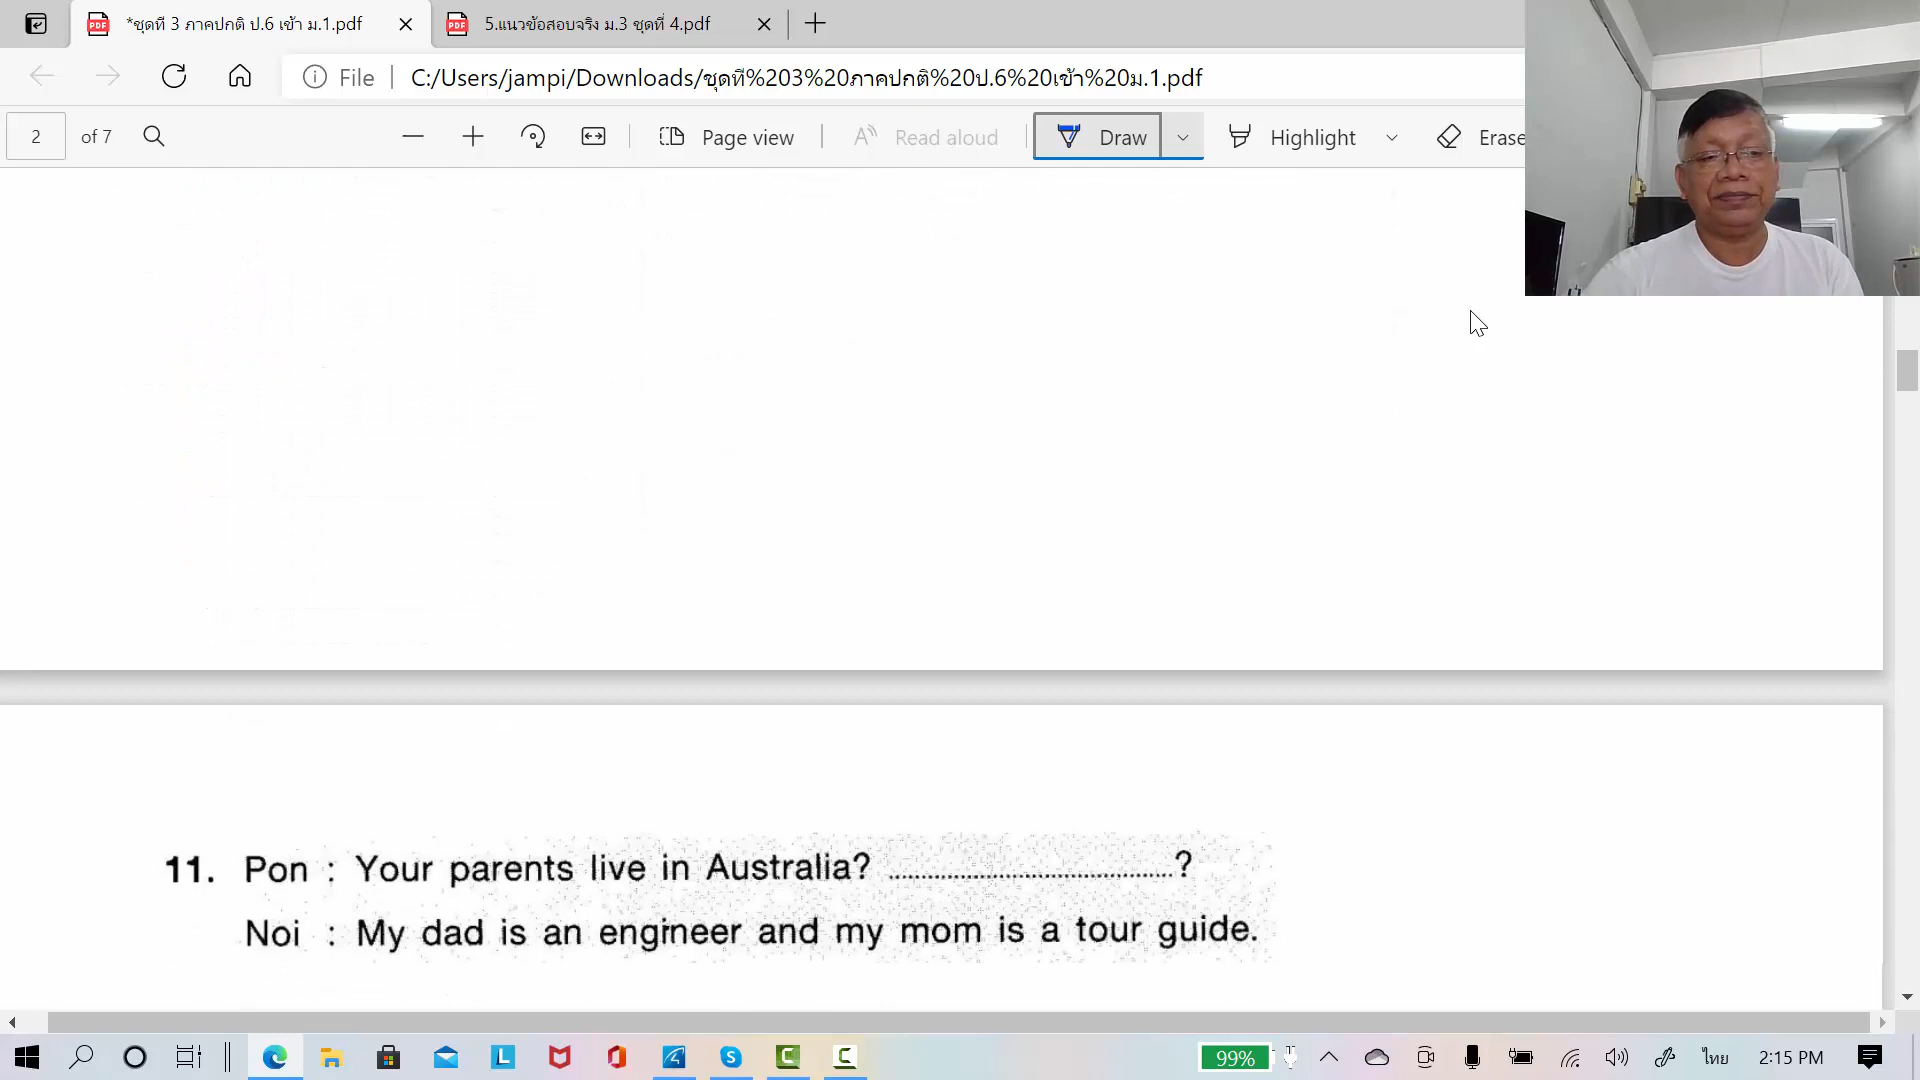 *ชุดที่ 3 ภาคปกติ ป.6 เข้า ม.1.pdf
5.แนวข้อสอบจริง ม.3 ชุดที่ 4.pdf
File
C:/Users/jampi/Downloads/ชุดที่%203%20ภาคปกติ%20ป.6%20เข้า%20ม.1.pdf
2 of 7
Page view
Read aloud
Draw
Highlight
Erase
11. Pon : Your parents live in Australia? ..............................................?
Noi : My dad is an engineer and my mom is a tour guide.
99%
ไทย
2:15 PM